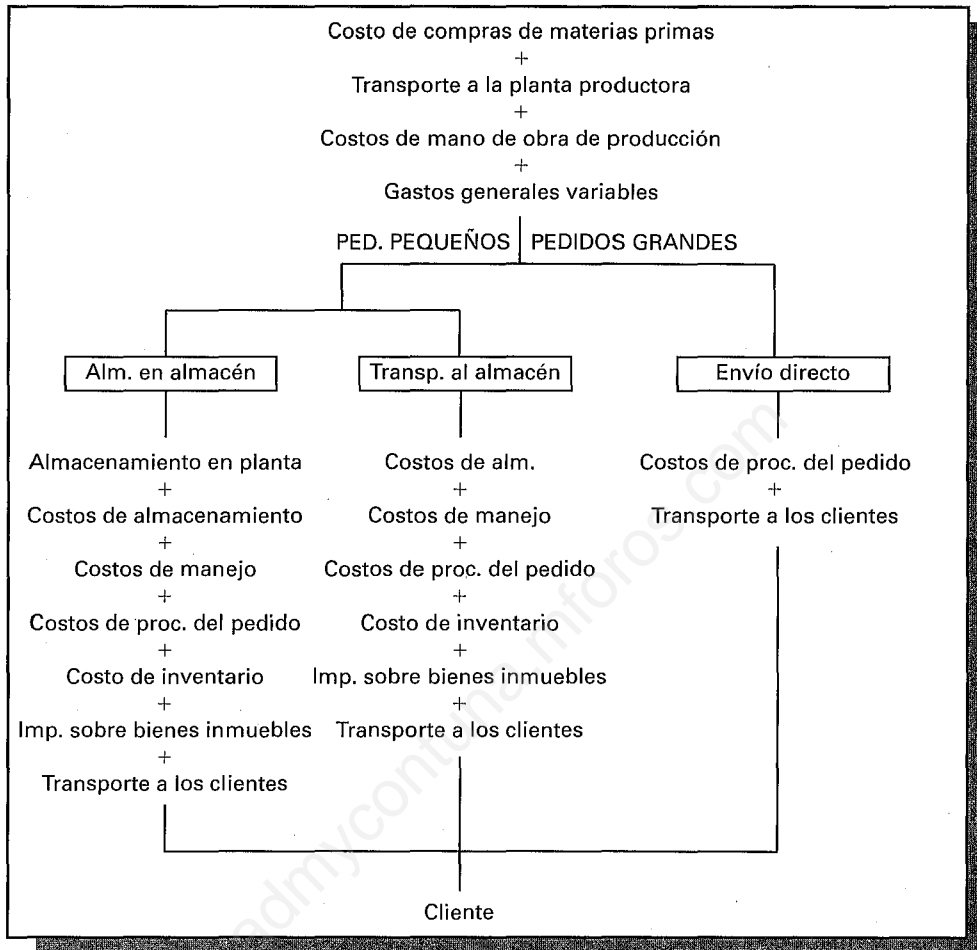 Costo de compras de materias primas
+
Transporte a la planta productora
+
Costos de mano de obra de producción
+
Gastos generales variables
PED. PEQUEÑOS PEDIDOS GRANDES
Alm. en almacén
Almacenamiento en planta
+
Costos de almacenamiento
+
Costos de manejo
+
Costos de proc. del pedido
+
Costo de inventario
+
Imp. sobre bienes inmuebles
+
Transporte a los clientes
Transp. al almacén
Costos de alm.
+
Costos de manejo
+
Costos de proc. del pedido
+
Costo de inventario
+
Imp. sobre bienes inmuebles
+
Transporte a los clientes
Envío directo
Costos de proc. del pedido
+
Transporte a los clientes
Cliente
admycontuna.mforos.com